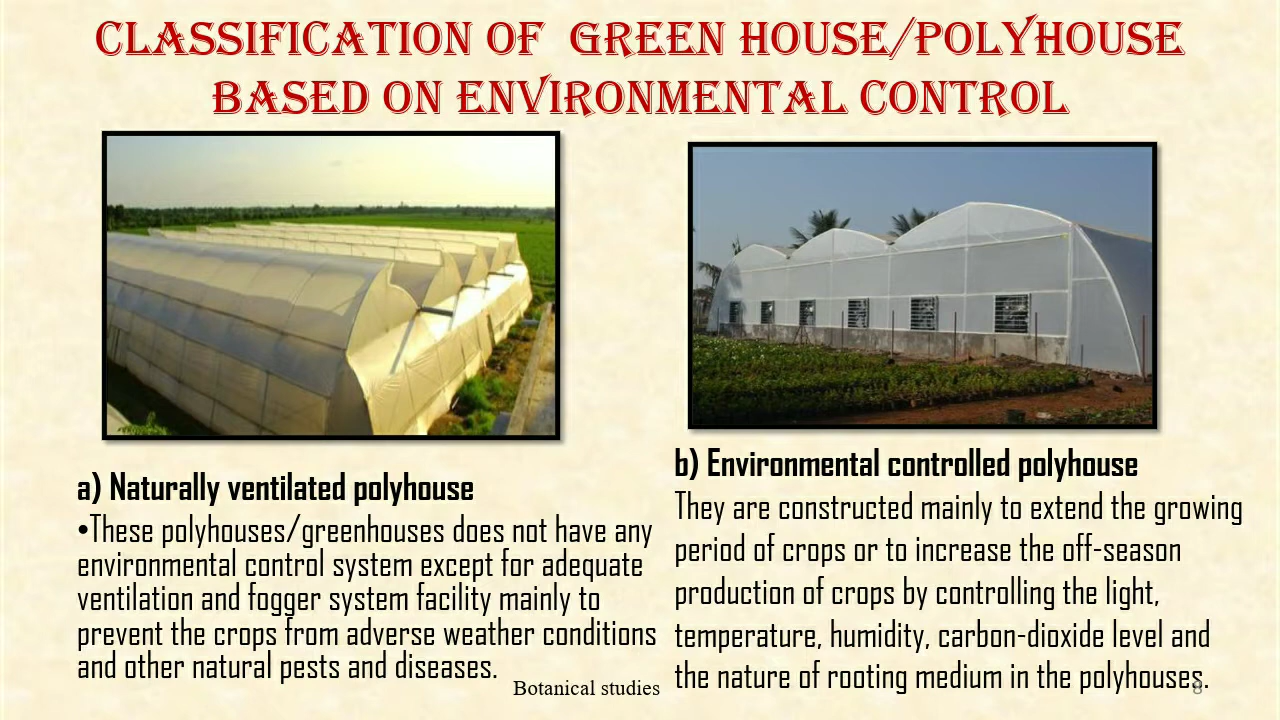 CLASSIFICATION OF GREEN HOUSE/POLYHOUSE
BASED ON ENVIRONMENTAL CONTROL
a) Naturally ventilated polyhouse
•These polyhouses/greenhouses does not have any
environmental control system except for adequate
ventilation and fogger system facility mainly to
prevent the crops from adverse weather conditions
and other natural pests and diseases.
b) Environmental controlled polyhouse
They are constructed mainly to extend the growing
period of crops or to increase the off-season
production of crops by controlling the light,
temperature, humidity, carbon-dioxide level and
the nature of rooting medium in the polyhouses.
Botanical studies
8